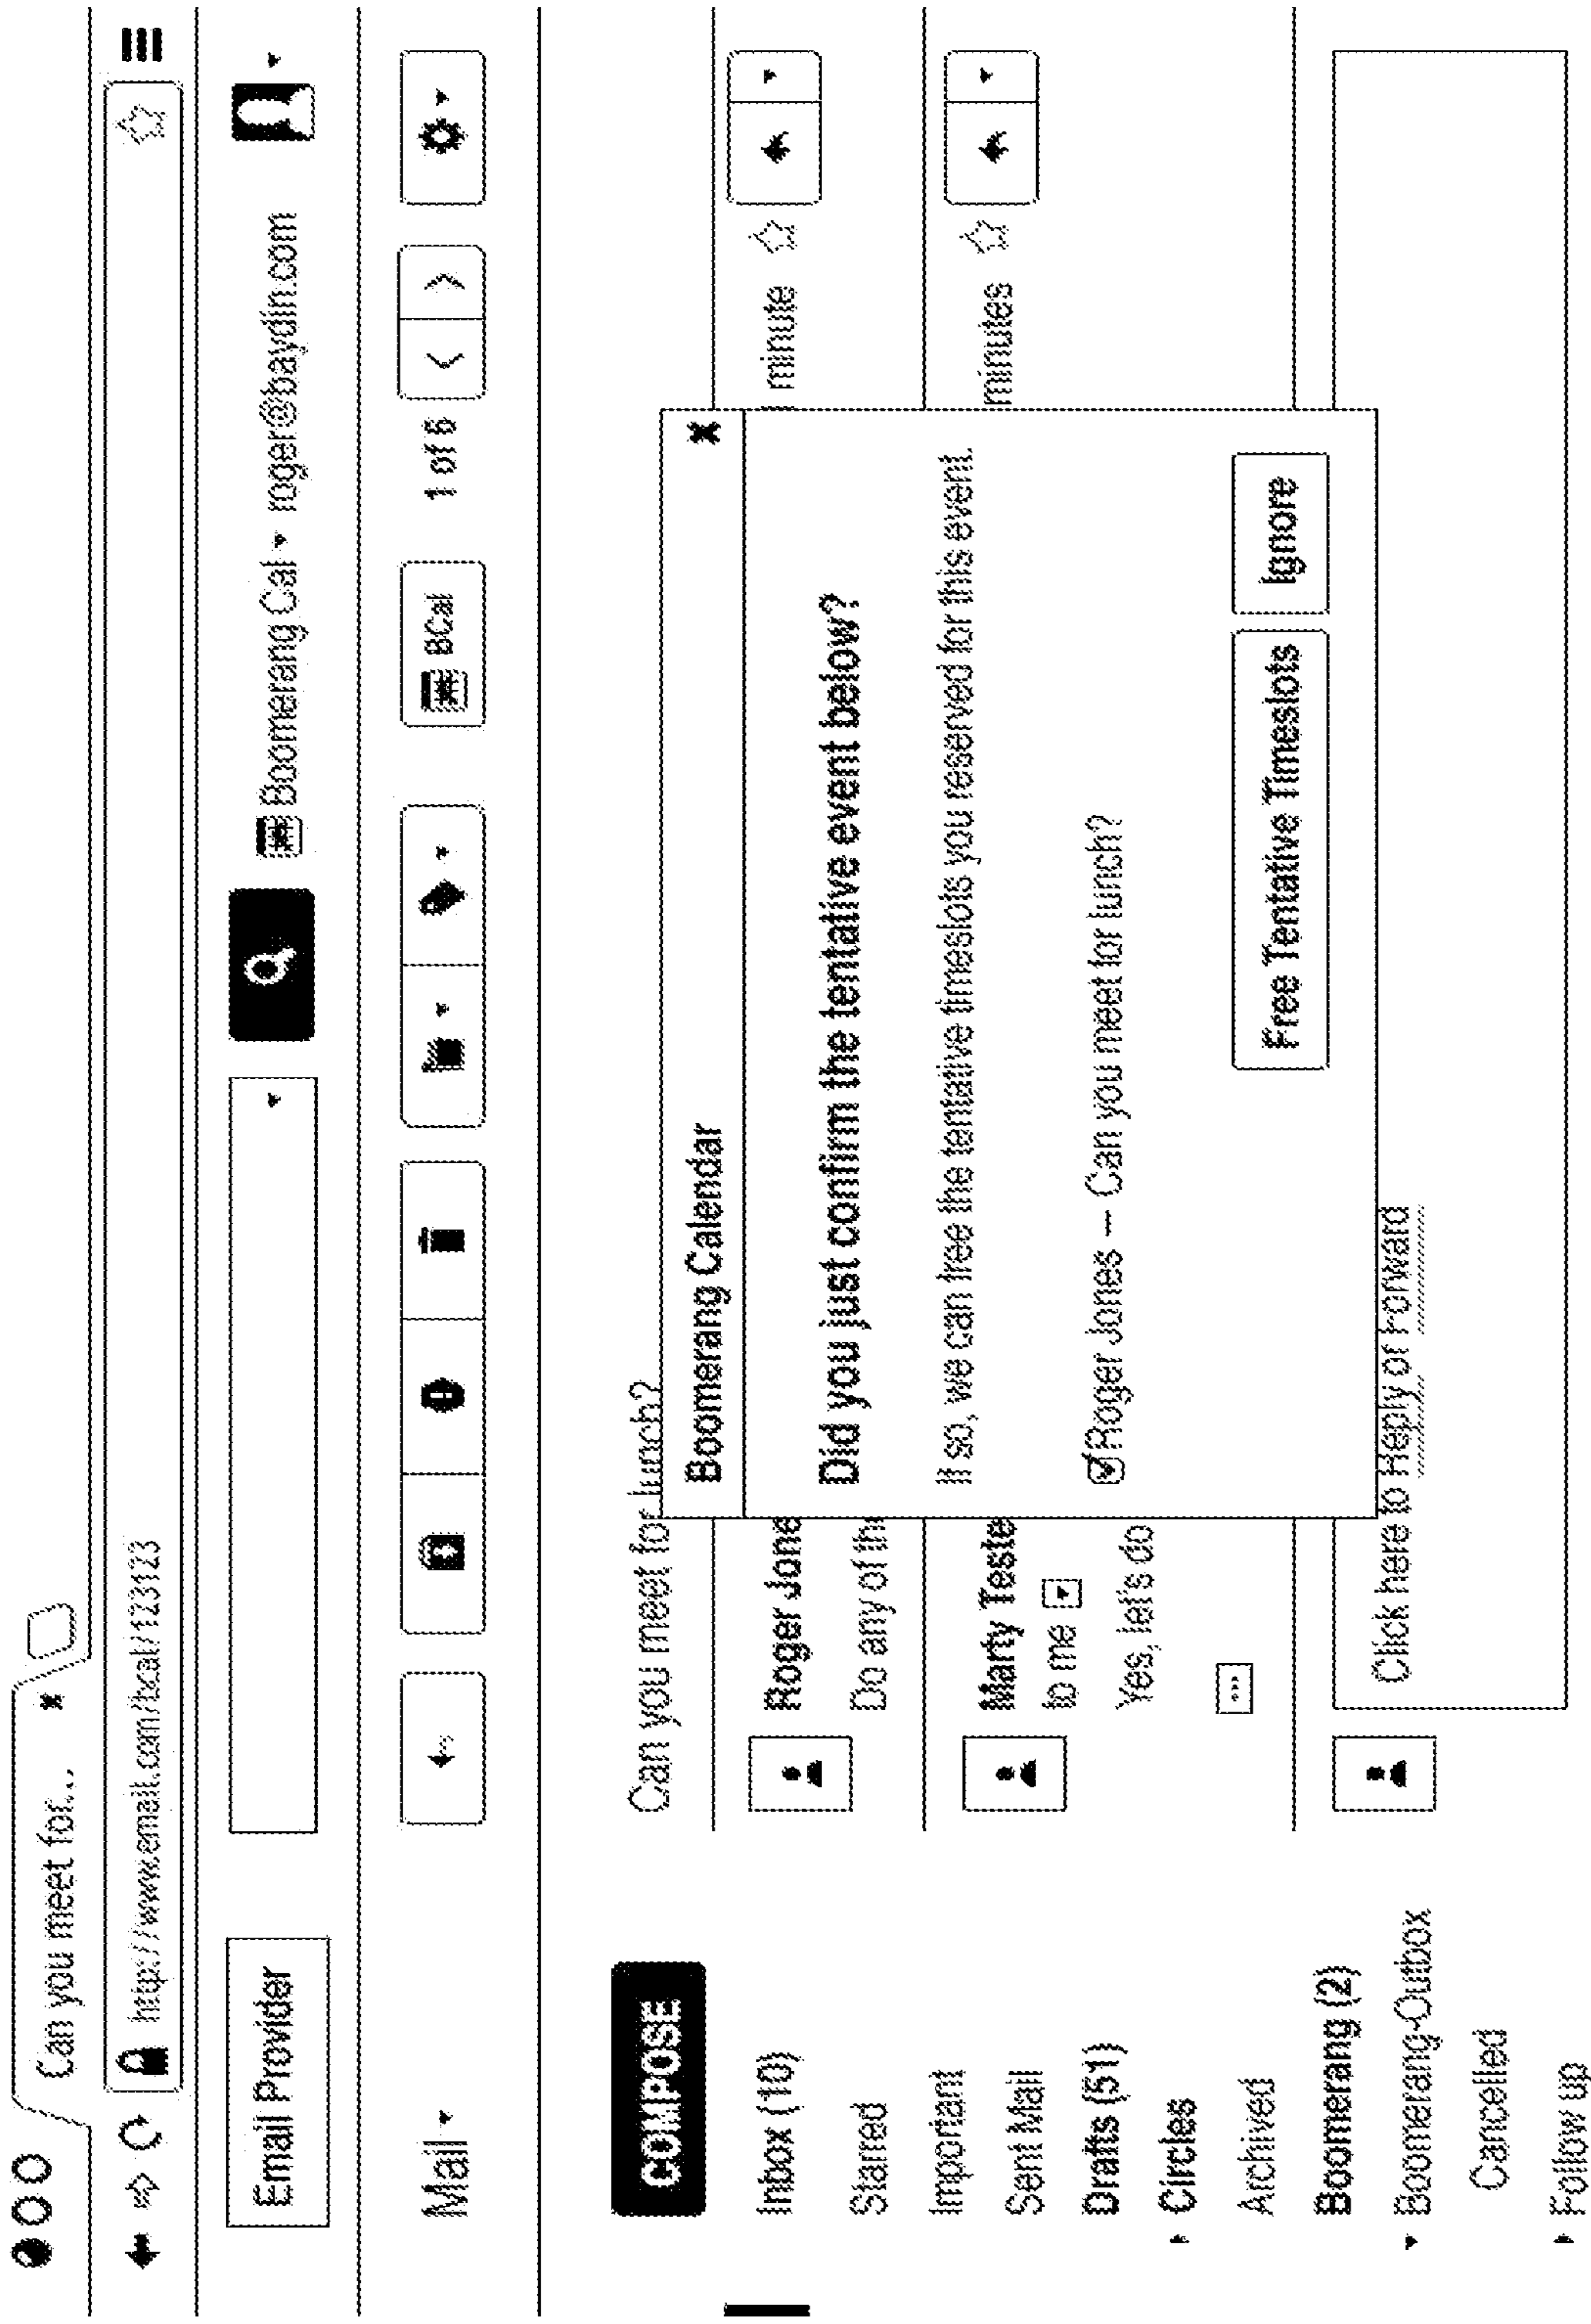 Can you meet for...
http://www.email.com/bcal/123123
Email Provider
Boomerang Cal
roger@baydin.com
Mail
BCal
1 of 6
COMPOSE
Inbox (10)
Starred
Important
Sent Mail
Drafts (51)
Circles
Archived
Boomerang (2)
Boomerang-Outbox
Cancelled
Follow up
Can you meet for lunch?
Roger Jone
minute
Do any of th
Marty Teste
minutes
to me
Yes, let's do
Boomerang Calendar
Did you just confirm the tentative event below?
If so, we can free the tentative timeslots you reserved for this event.
Roger Jones – Can you meet for lunch?
Free Tentative Timeslots
Ignore
Click here to Reply or Forward